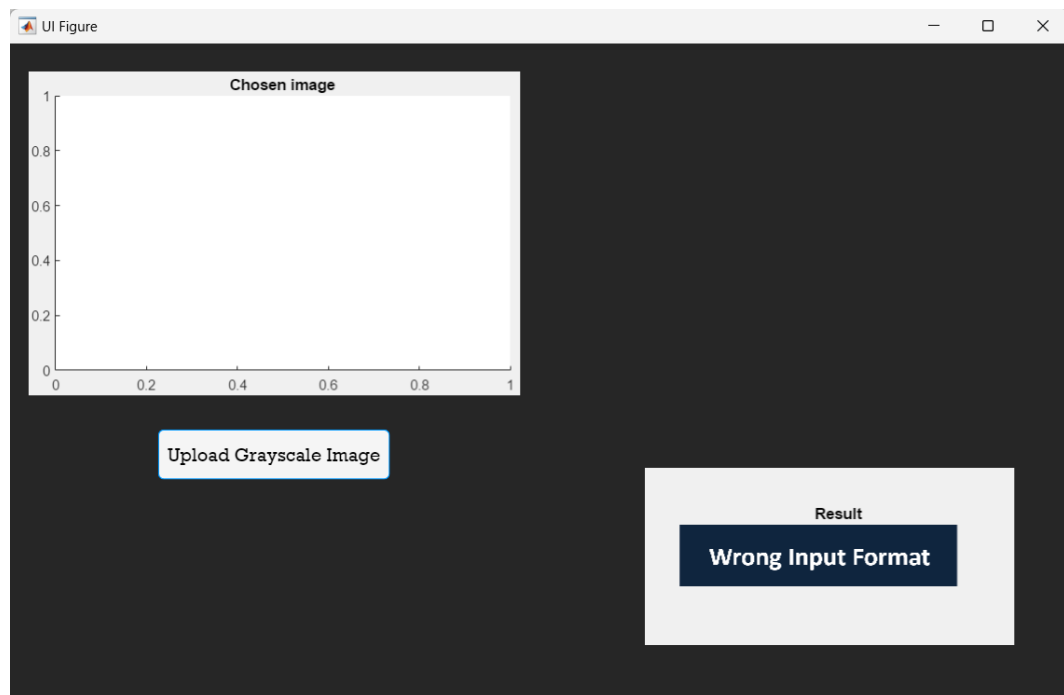 UI Figure
Chosen image
1
0.8
0.6
0.4
0.2
0
0 0.2 0.4 0.6 0.8 1
Upload Grayscale Image
Result
Wrong Input Format